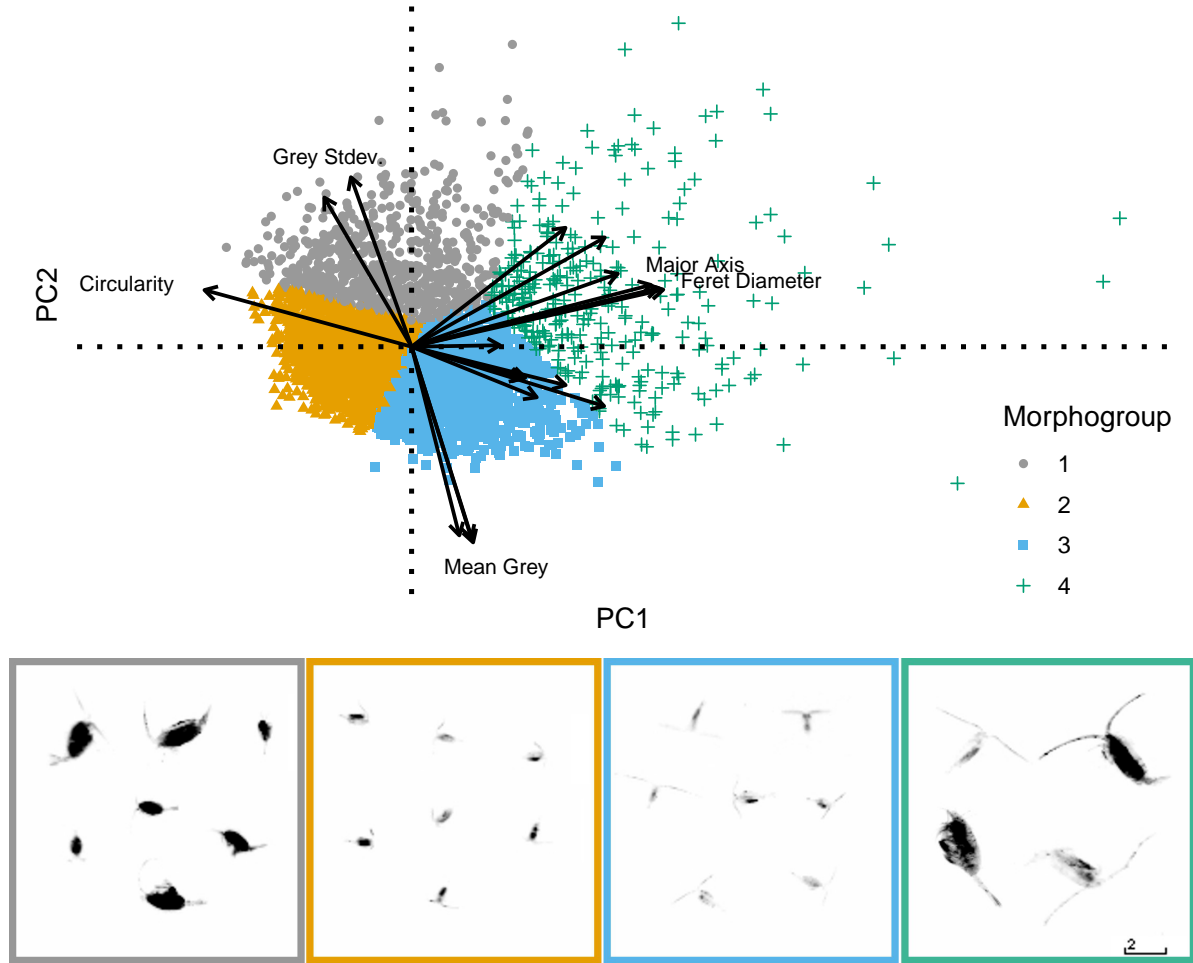 Grey Stdev.
Circularity
Major Axis
Feret Diameter
Mean Grey
PC2
PC1
Morphogroup
1
2
3
4
2